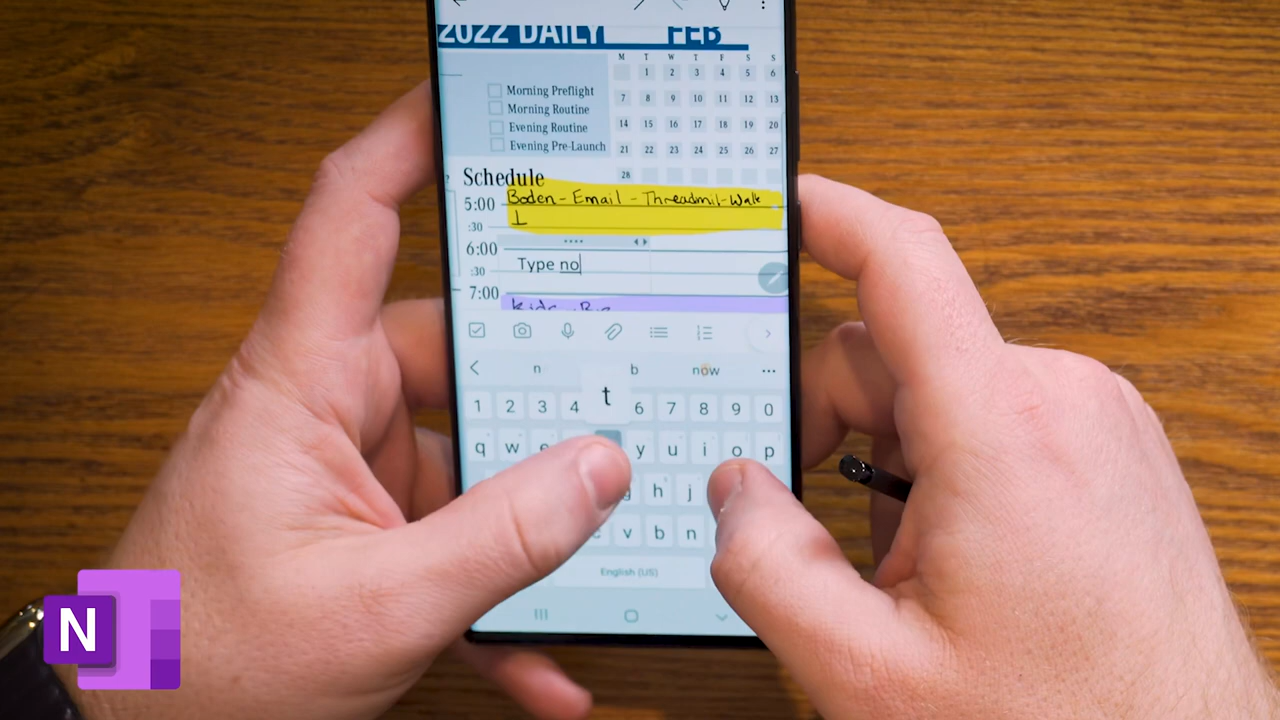 2022 DAILY FEB
M T W T F S S
1 2 3 4 5 6
Morning Preflight
7 8 9 10 11 12 13
Morning Routine
14 15 16 17 18 19 20
Evening Routine
Evening Pre-Launch
21 22 23 24 25 26 27
28
Schedule
5:00 Boden - Email - Threadmil - Walk
:30
6:00
:30 Type no
7:00
n b now
t
1 2 3 4 6 7 8 9 0
q w e y u i o p
g h j
c v b n
English (US)
N